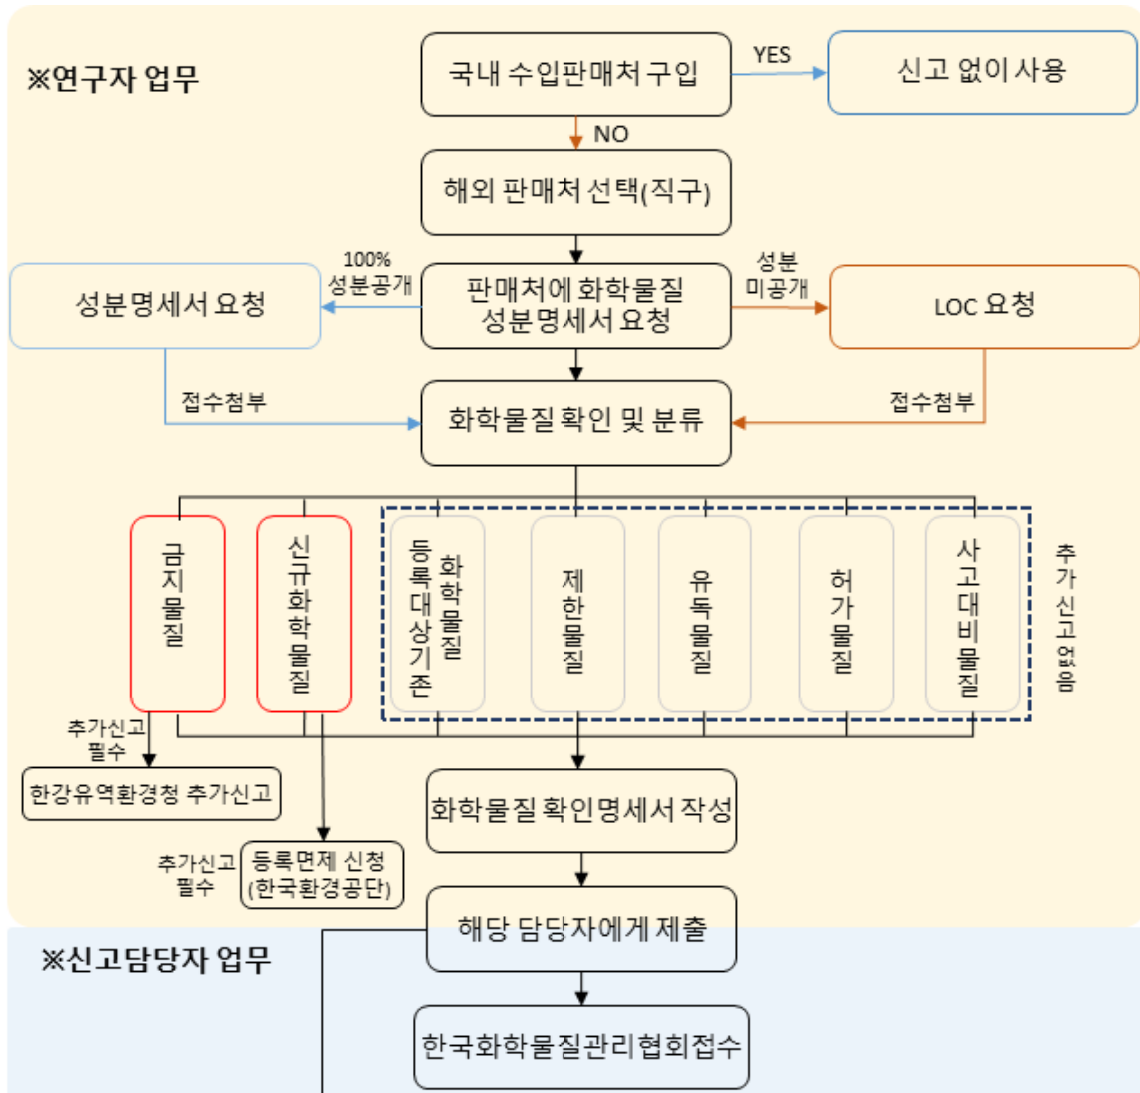 ※연구자 업무
국내 수입판매처 구입
YES
신고 없이 사용
NO
해외 판매처 선택(직구)
100%
성분공개
성분
미공개
성분명세서 요청
판매처에 화학물질
성분명세서 요청
LOC 요청
접수첨부
접수첨부
화학물질 확인 및 분류
금지물질
신규화학물질
등록대상기존
화학물질
제한물질
유독물질
허가물질
사고대비물질
추가신고없음
추가신고
필수
한강유역환경청 추가신고
화학물질 확인명세서 작성
추가신고
필수
등록면제 신청
(한국환경공단)
해당 담당자에게 제출
※신고담당자 업무
한국화학물질관리협회접수